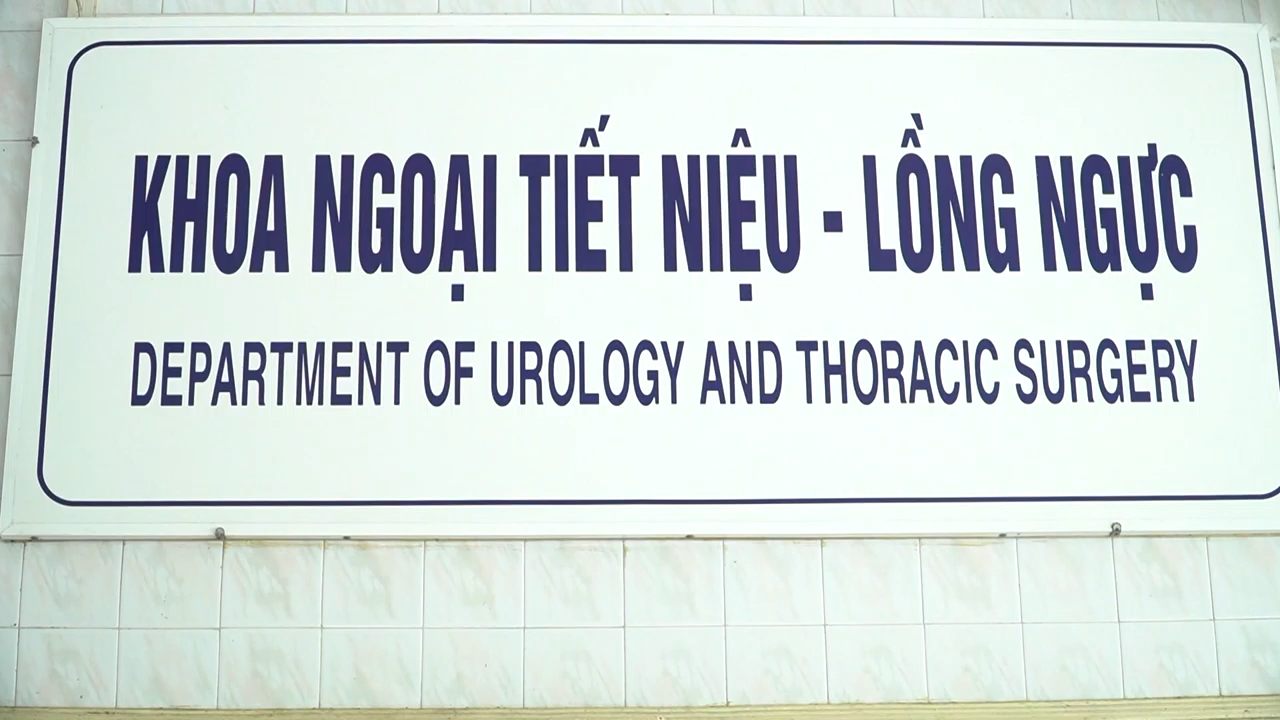 KHOA NGOẠI TIẾT NIỆU - LỒNG NGỰC
DEPARTMENT OF UROLOGY AND THORACIC SURGERY